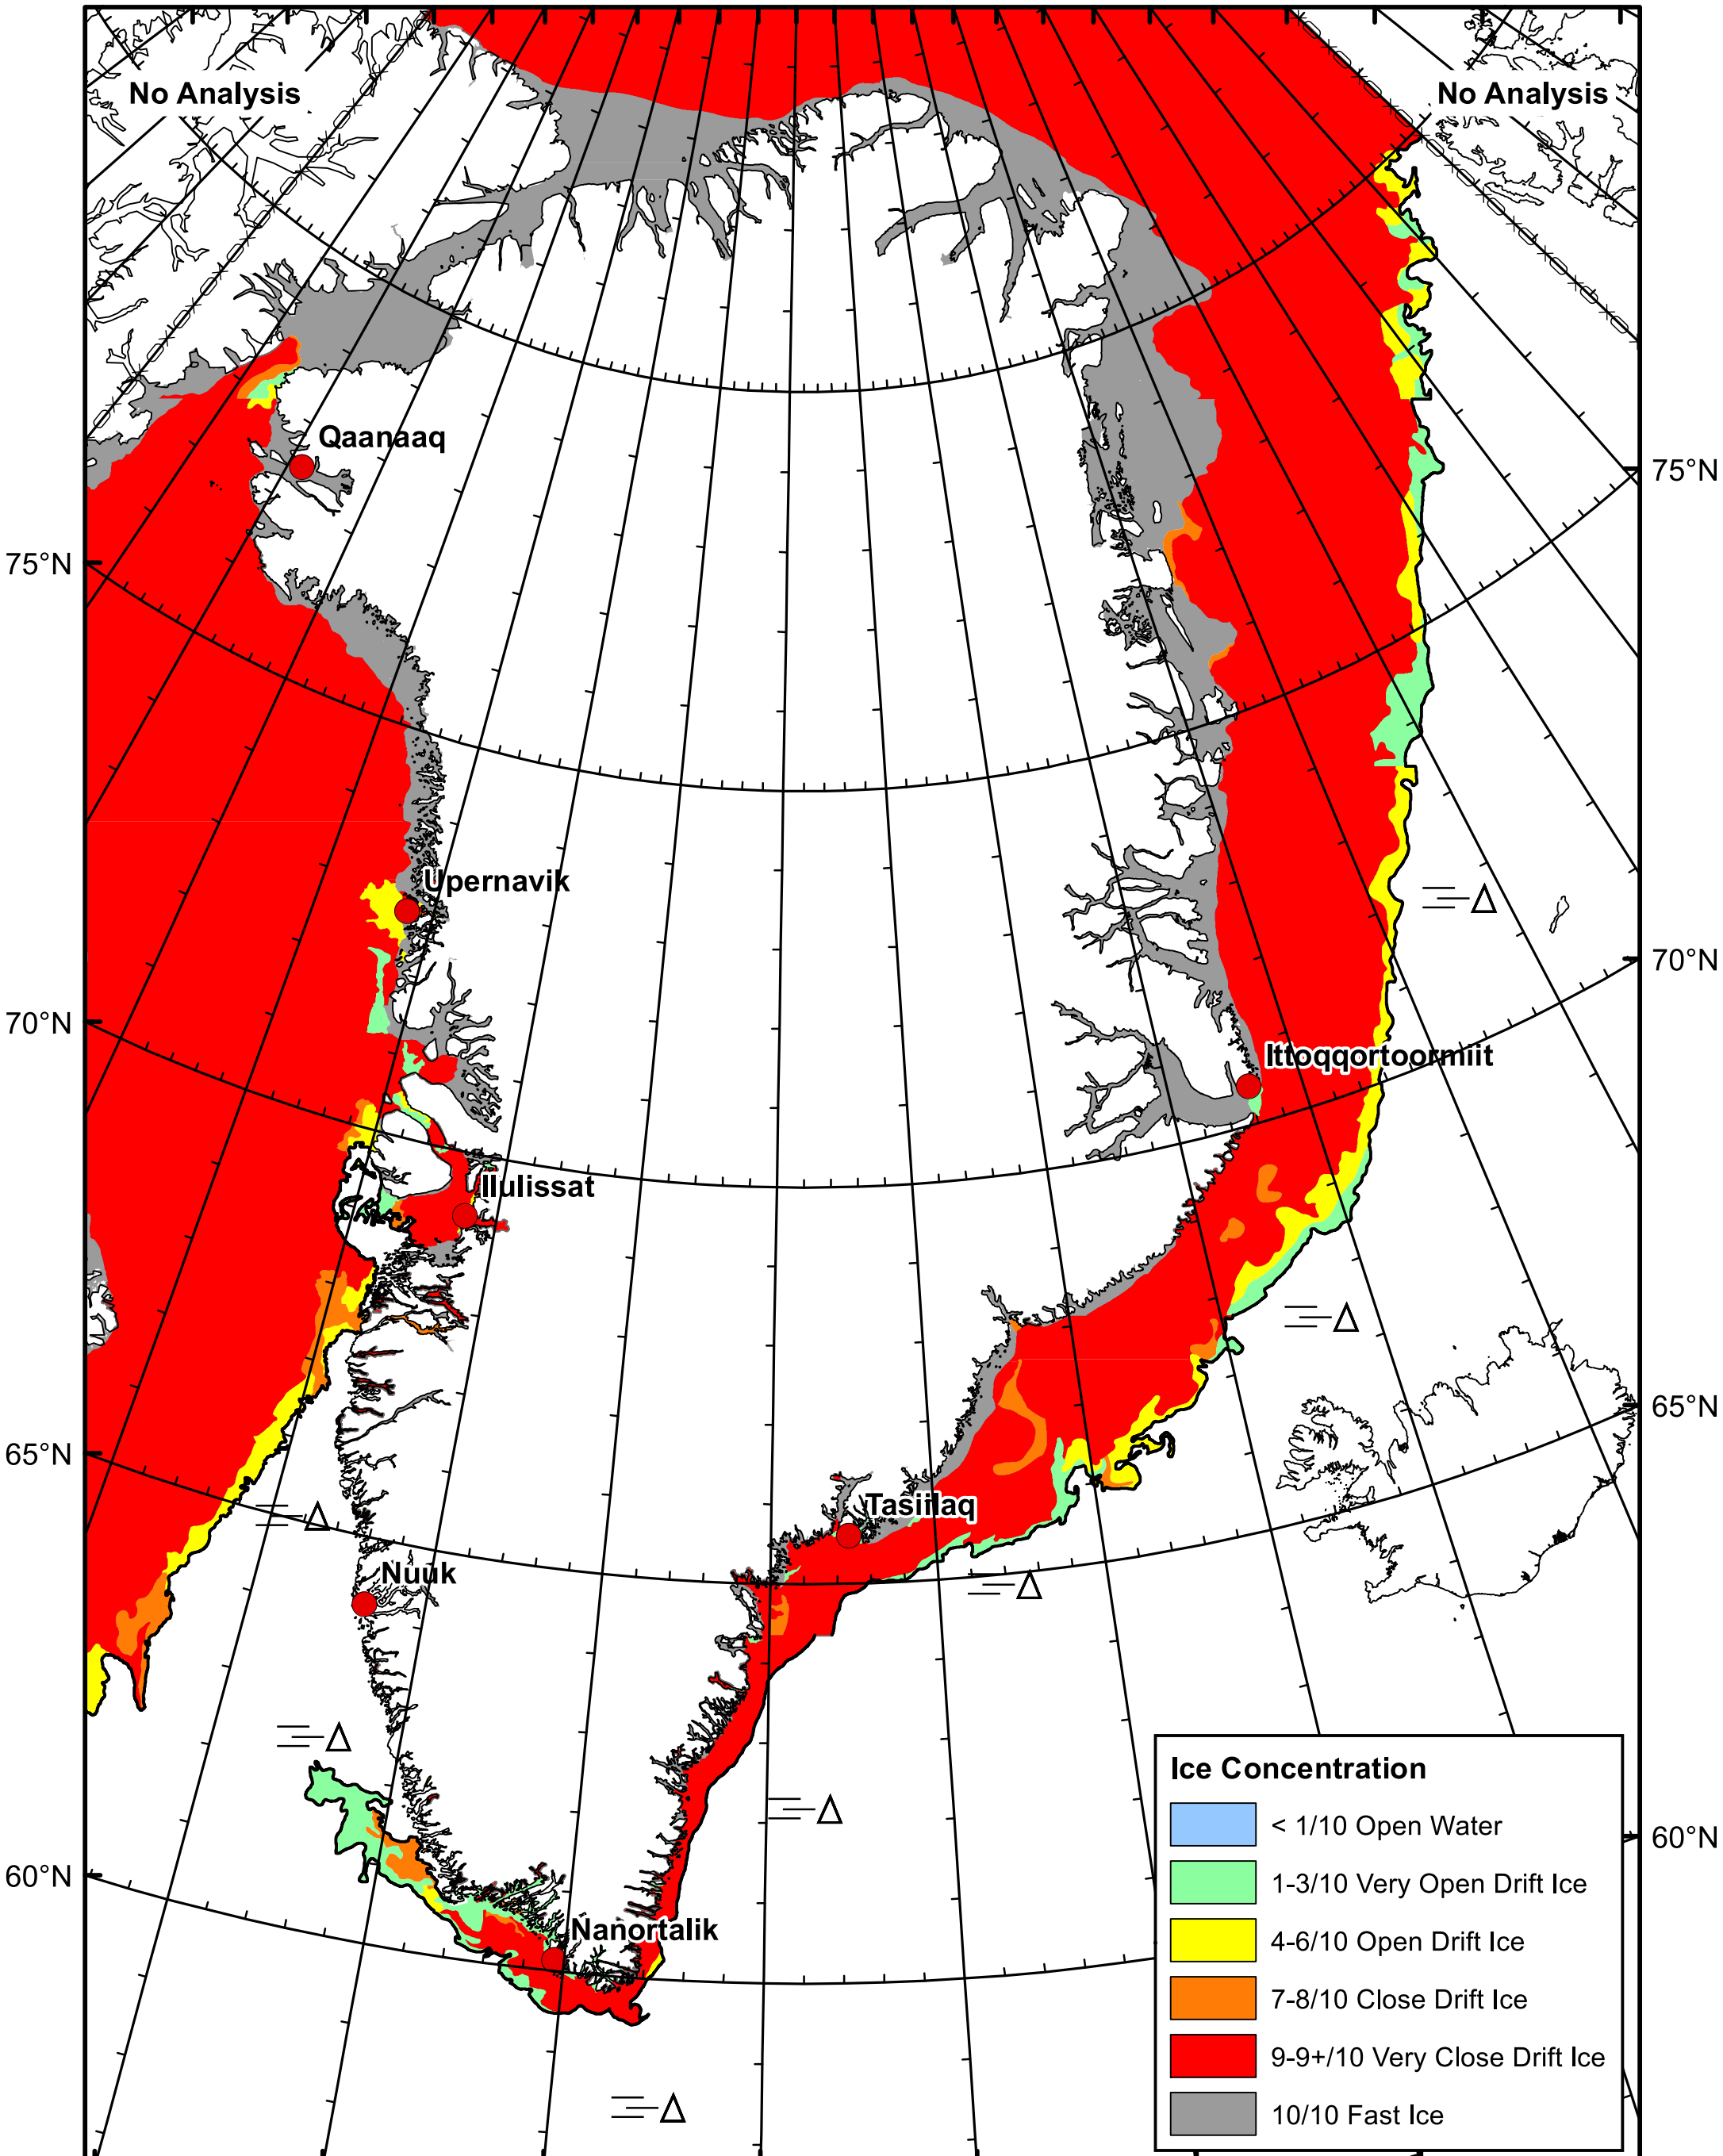 No Analysis
No Analysis
Qaanaaq
75°N
75°N
Upernavik
70°N
70°N
Ittoqqortoormiit
Ilulissat
65°N
65°N
Tasiilaq
Nuuk
Ice Concentration
< 1/10 Open Water
1-3/10 Very Open Drift Ice
4-6/10 Open Drift Ice
7-8/10 Close Drift Ice
9-9+/10 Very Close Drift Ice
10/10 Fast Ice
60°N
60°N
Nanortalik